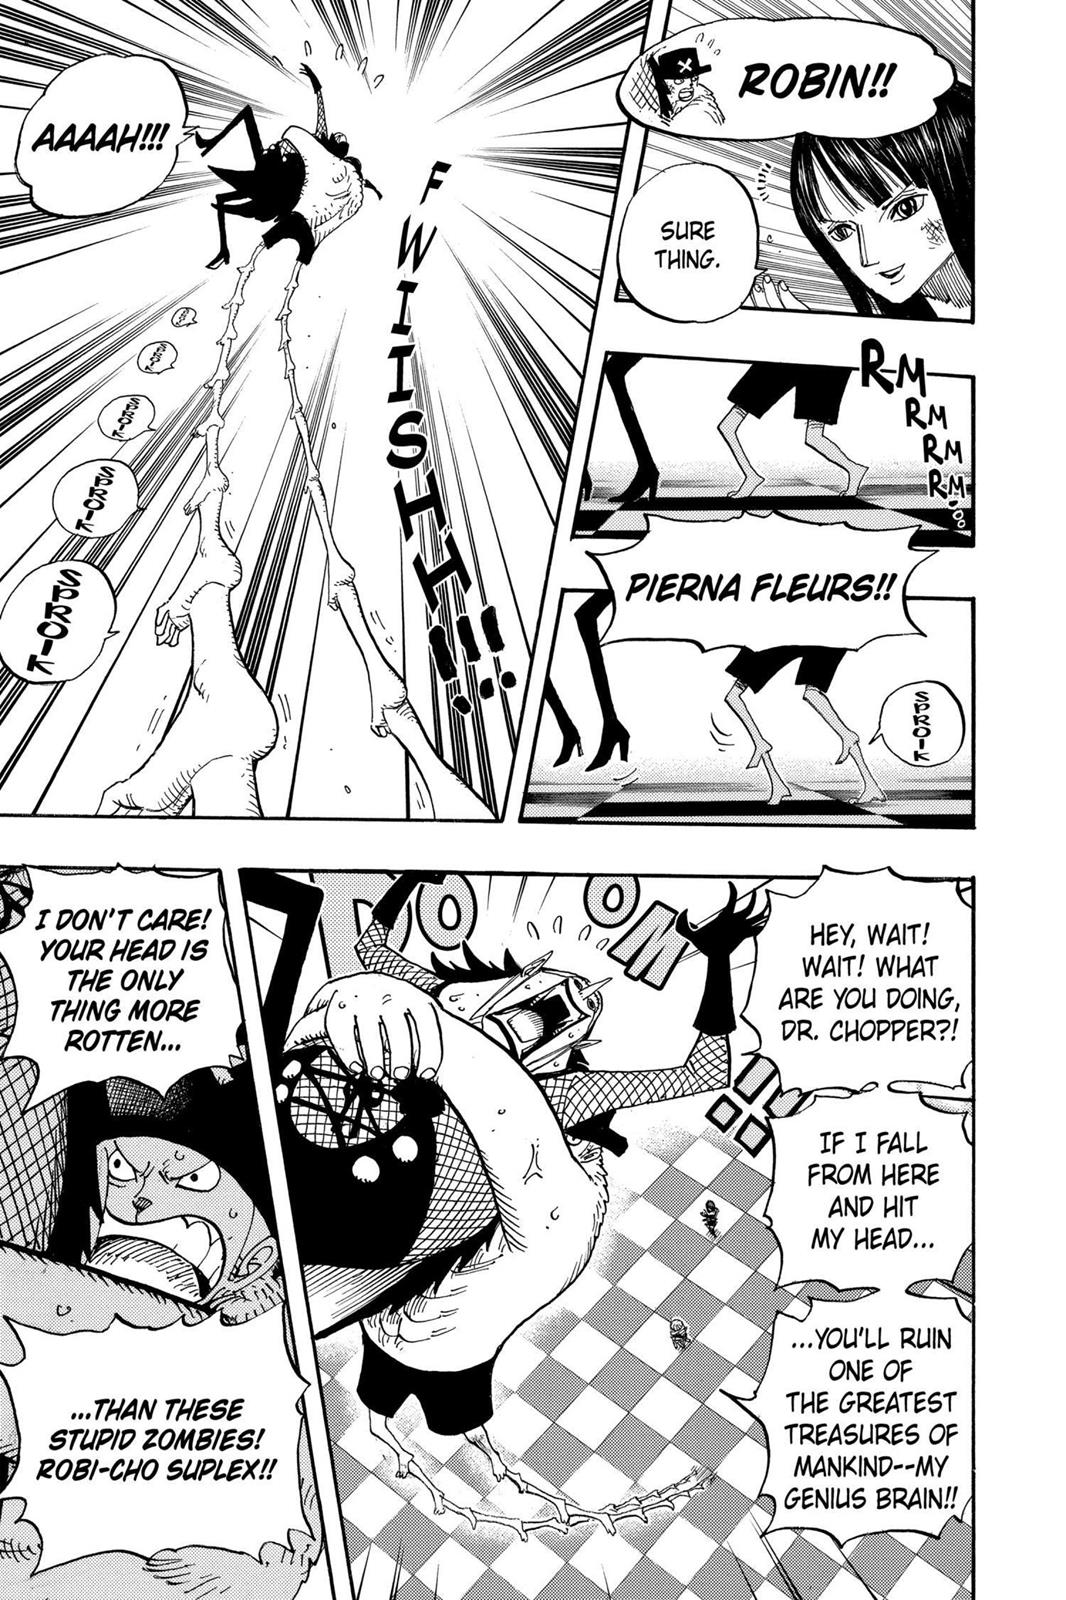 ROBIN!!
SURE
THING.
RM
RM
RM
RM...
PIERNA FLEURS!!
SPROIK
AAAAH!!!
FWIISHH!!!...
SPROIK
SPROIK
SPROIK
SPROIK
HEY, WAIT!
WAIT! WHAT
ARE YOU DOING,
DR. CHOPPER?!
IF I FALL
FROM HERE
AND HIT
MY HEAD...
...YOU'LL RUIN
ONE OF
THE GREATEST
TREASURES OF
MANKIND--MY
GENIUS BRAIN!!
DOOM!!
I DON'T CARE!
YOUR HEAD IS
THE ONLY
THING MORE
ROTTEN...
...THAN THESE
STUPID ZOMBIES!
ROBI-CHO SUPLEX!!